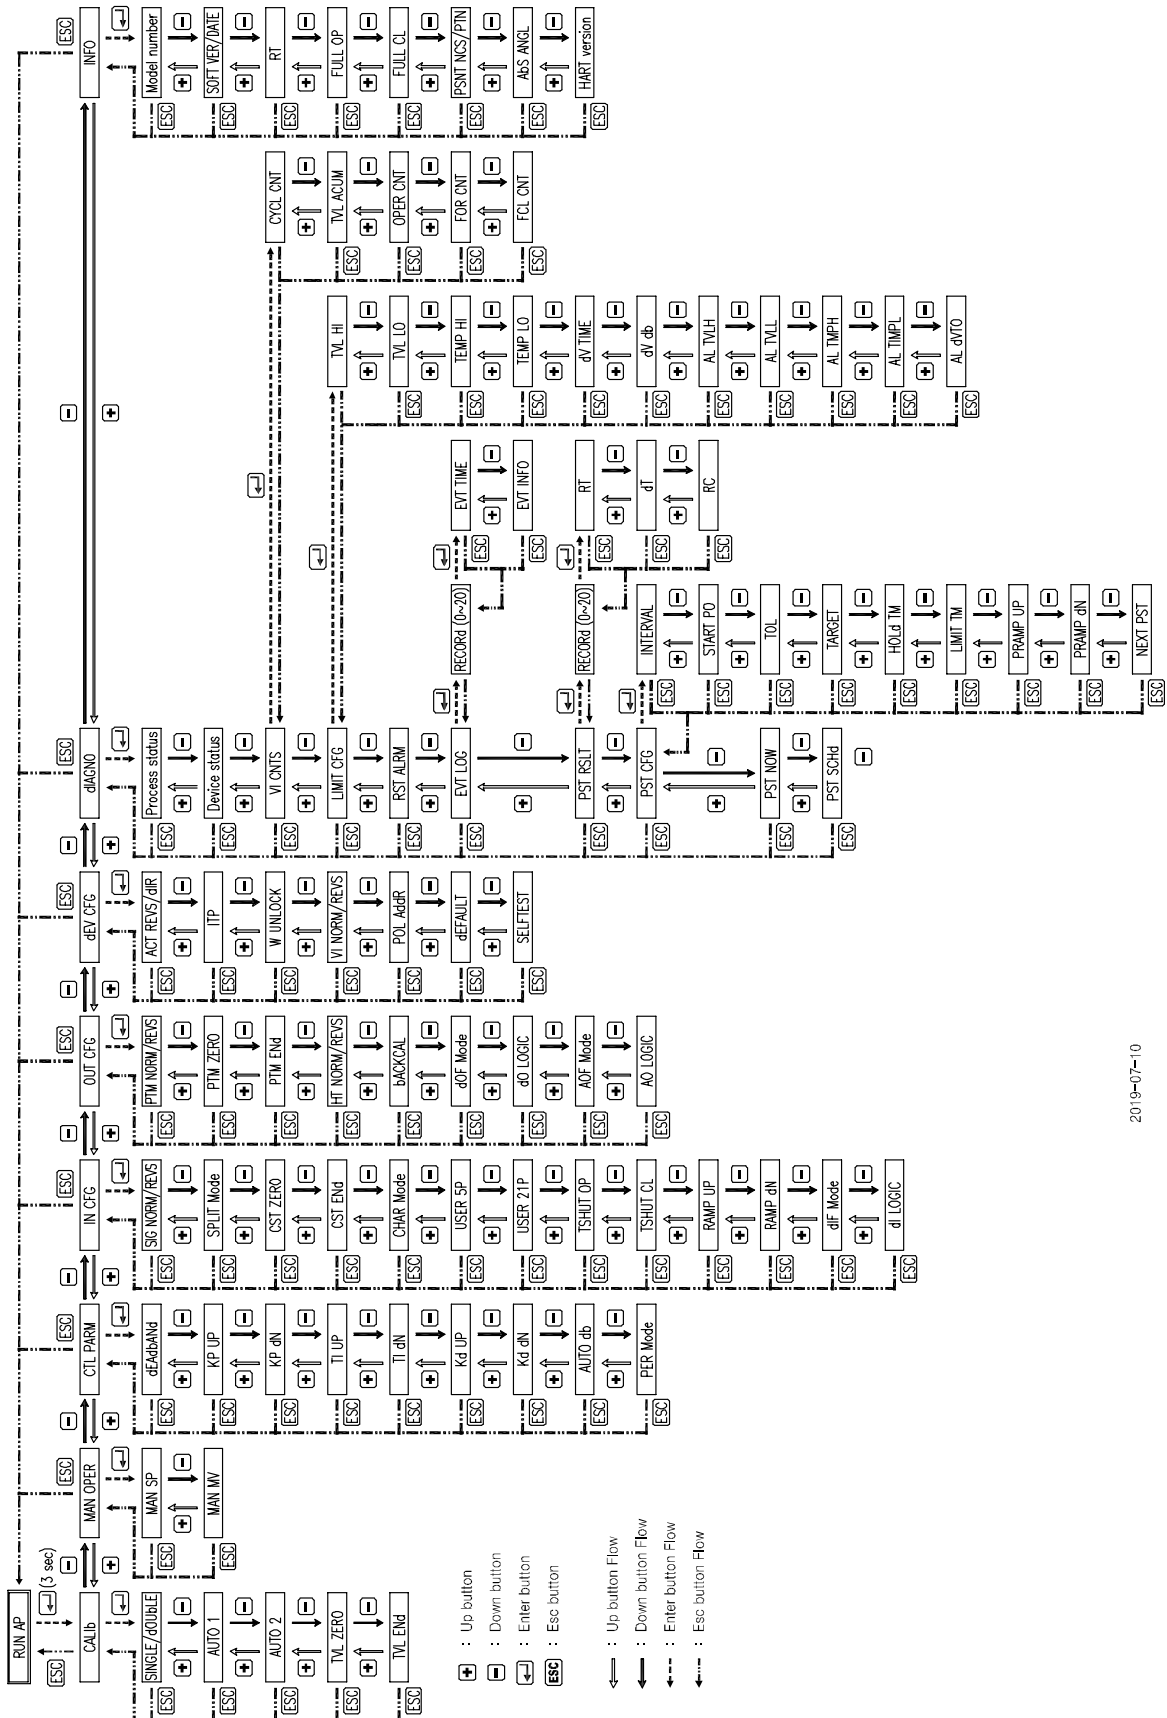 RUN AP
(3 sec)
ESC
CALIb
SINGLE/dOUbLE
AUTO 1
AUTO 2
TVL ZERO
TVL ENd
MAN OPER
MAN SP
MAN MV
CTL PARM
dEAdbANd
KP UP
KP dN
TI UP
TI dN
Kd UP
Kd dN
AUTO db
PER Mode
IN CFG
SIG NORM/REVS
SPLIT Mode
CST ZERO
CST ENd
CHAR Mode
USER 5P
USER 21P
TSHUT OP
TSHUT CL
RAMP UP
RAMP dN
dIF Mode
dI LOGIC
OUT CFG
PTM NORM/REVS
PTM ZERO
PTM ENd
HT NORM/REVS
bACKCAL
dOF Mode
dO LOGIC
AOF Mode
AO LOGIC
dEV CFG
ACT REVS/dIR
ITP
W UNLOCK
VI NORM/REVS
POL AddR
dEFAULT
SELFTEST
dIAGNO
Process status
Device status
VI CNTS
LIMIT CFG
RST ALRM
EVT LOG
PST RSLT
PST CFG
PST NOW
PST SCHd
RECORd (0~20)
RECORd (0~20)
INTERVAL
START PO
TOL
TARGET
HOLd TM
LIMIT TM
PRAMP UP
PRAMP dN
NEXT PST
EVT TIME
EVT INFO
RT
dT
RC
TVL HI
TVL LO
TEMP HI
TEMP LO
dV TIME
dV db
AL TVLH
AL TVLL
AL TMPH
AL TIMPL
AL dVTO
CYCL CNT
TVL ACUM
OPER CNT
FOR CNT
FCL CNT
INFO
Model number
SOFT VER/DATE
RT
FULL OP
FULL CL
PSNT NCS/PTN
AbS ANGL
HART version
+ : Up button
− : Down button
: Enter button
ESC : Esc button
: Up button Flow
: Down button Flow
: Enter button Flow
: Esc button Flow
2019-07-10